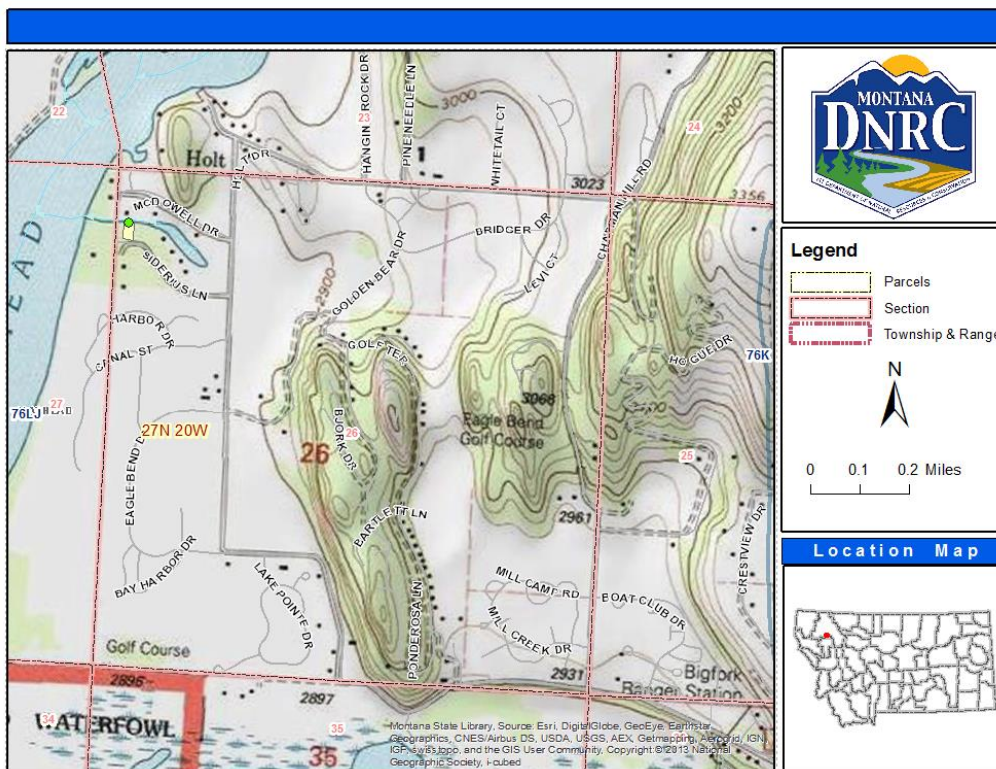 22
23
24
HANGING ROCK DR
PINE NEEDLE LN
WHITETAIL CT
3000
3200
Holt
HOLT DR
3023
CHAPMAN HILL RD
3356
MCDOWELL DR
BRIDGER DR
SIDERIUS LN
2900
GOLDEN BEAR DR
LEVI CT
EAD
HARBOR DR
CANAL ST
GOLF TER
HOGUE DR
76K
27
76LJ
3068
27N 20W
Eagle Bend
Golf Course
26
26
BJORK DR
25
EAGLE BEND DR
BARTLETT LN
2961
CRESTVIEW DR
BAY HARBOR DR
LAKE POINTE DR
MILL CAMP RD
BOAT CLUB DR
MILL CREEK DR
PONDEROSA LN
Golf Course
2896
2897
2931
Bigfork
Ranger Station
34
WATERFOWL
35
35
Montana State Library, Source: Esri, DigitalGlobe, GeoEye, Earthstar
Geographics, CNES/Airbus DS, USDA, USGS, AEX, Getmapping, Aerogrid, IGN,
IGP, swisstopo, and the GIS User Community, Copyright:© 2013 National
Geographic Society, i-cubed
MONTANA
DNRC
Legend
Parcels
Section
Township & Range
N
0 0.1 0.2 Miles
Location Map